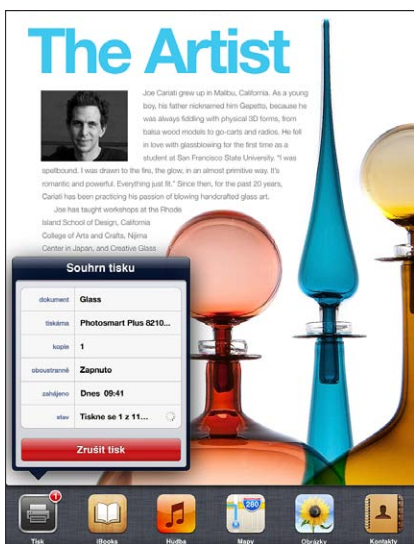 The Artist
Joe Cariati grew up in Malibu, California. As a young
boy, his father nicknamed him Gepetto, because he
was always fiddling with physical 3D forms, from
balsa wood models to go-carts and radios. He fell
in love with glassblowing for the first time as a
student at San Francisco State University. "I was
spellbound. I was drawn to the fire, the glow, in an almost primitive way. It's
romantic and powerful. Everything just fit." Since then, for the past 20 years,
Cariati has been practicing his passion of blowing handcrafted glass art.
Joe has taught workshops at the Rhode
Island School of Design, California
College of Arts and Crafts, Nijima
Center in Japan, and Creative Glass
Souhrn tisku
dokument Glass
tiskárna Photosmart Plus 8210...
kopie 1
oboustranně Zapnuto
zahájeno Dnes 09:41
stav Tiskne se 1 z 11...
Zrušit tisk
1
280
Tisk iBooks Hudba Mapy Obrázky Kontakty